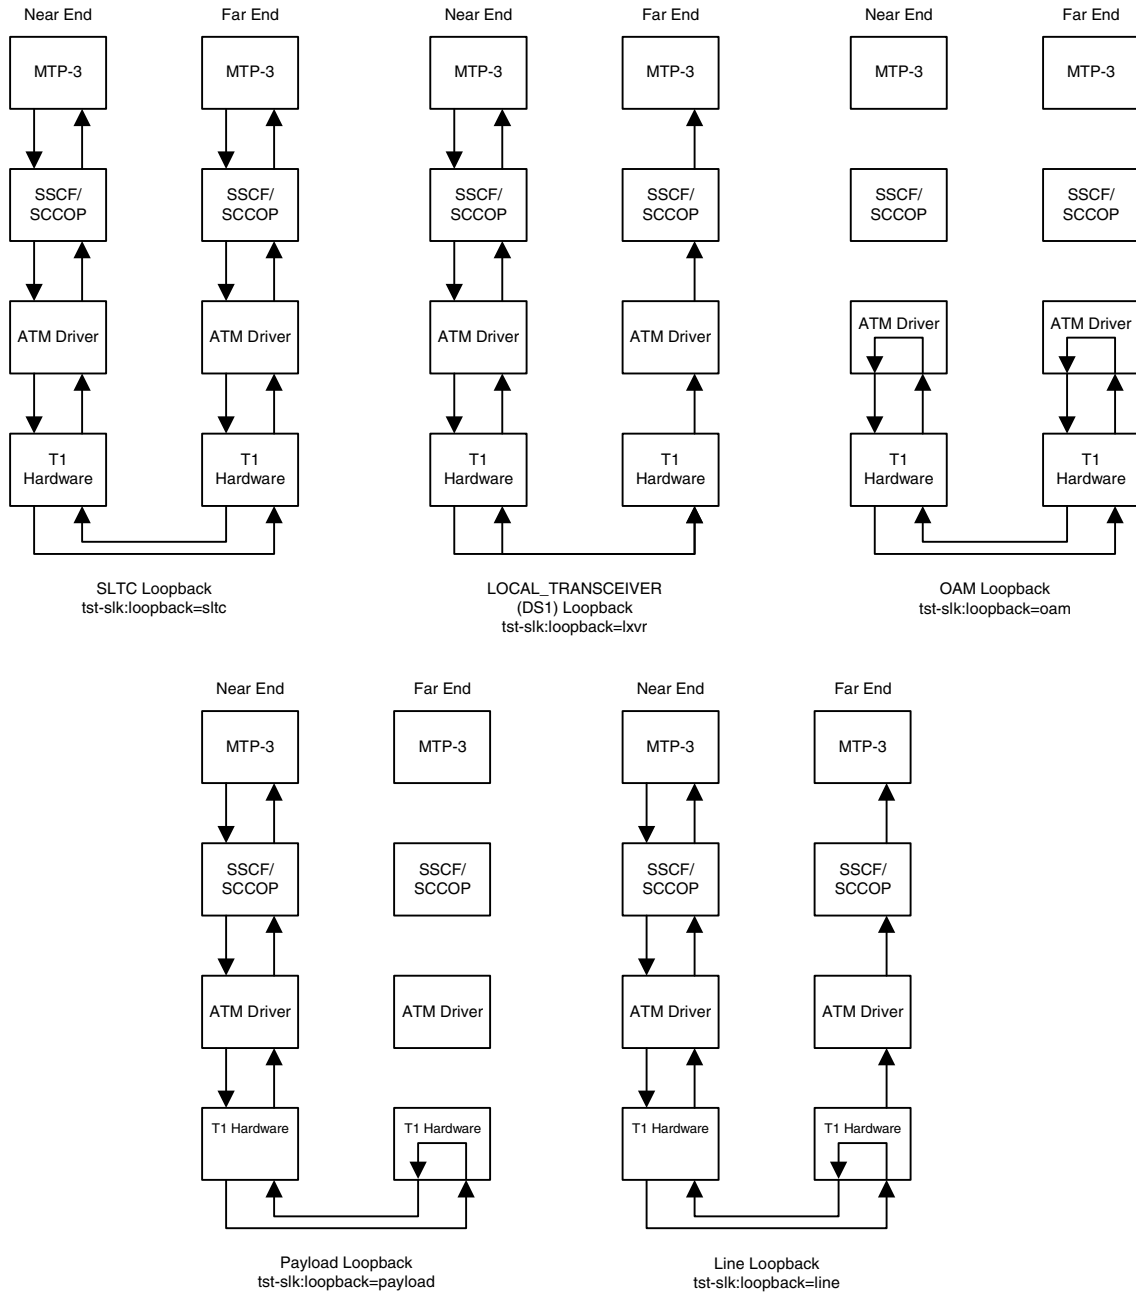 Near End
Far End
MTP-3
MTP-3
SSCF/
SCCOP
SSCF/
SCCOP
ATM Driver
ATM Driver
T1
Hardware
T1
Hardware
SLTC Loopback
tst-slk:loopback=sltc
Near End
Far End
MTP-3
MTP-3
SSCF/
SCCOP
SSCF/
SCCOP
ATM Driver
ATM Driver
T1
Hardware
T1
Hardware
LOCAL_TRANSCEIVER
(DS1) Loopback
tst-slk:loopback=lxvr
Near End
Far End
MTP-3
MTP-3
SSCF/
SCCOP
SSCF/
SCCOP
ATM Driver
ATM Driver
T1
Hardware
T1
Hardware
OAM Loopback
tst-slk:loopback=oam
Near End
Far End
MTP-3
MTP-3
SSCF/
SCCOP
SSCF/
SCCOP
ATM Driver
ATM Driver
T1 Hardware
T1 Hardware
Payload Loopback
tst-slk:loopback=payload
Near End
Far End
MTP-3
MTP-3
SSCF/
SCCOP
SSCF/
SCCOP
ATM Driver
ATM Driver
T1 Hardware
T1 Hardware
Line Loopback
tst-slk:loopback=line